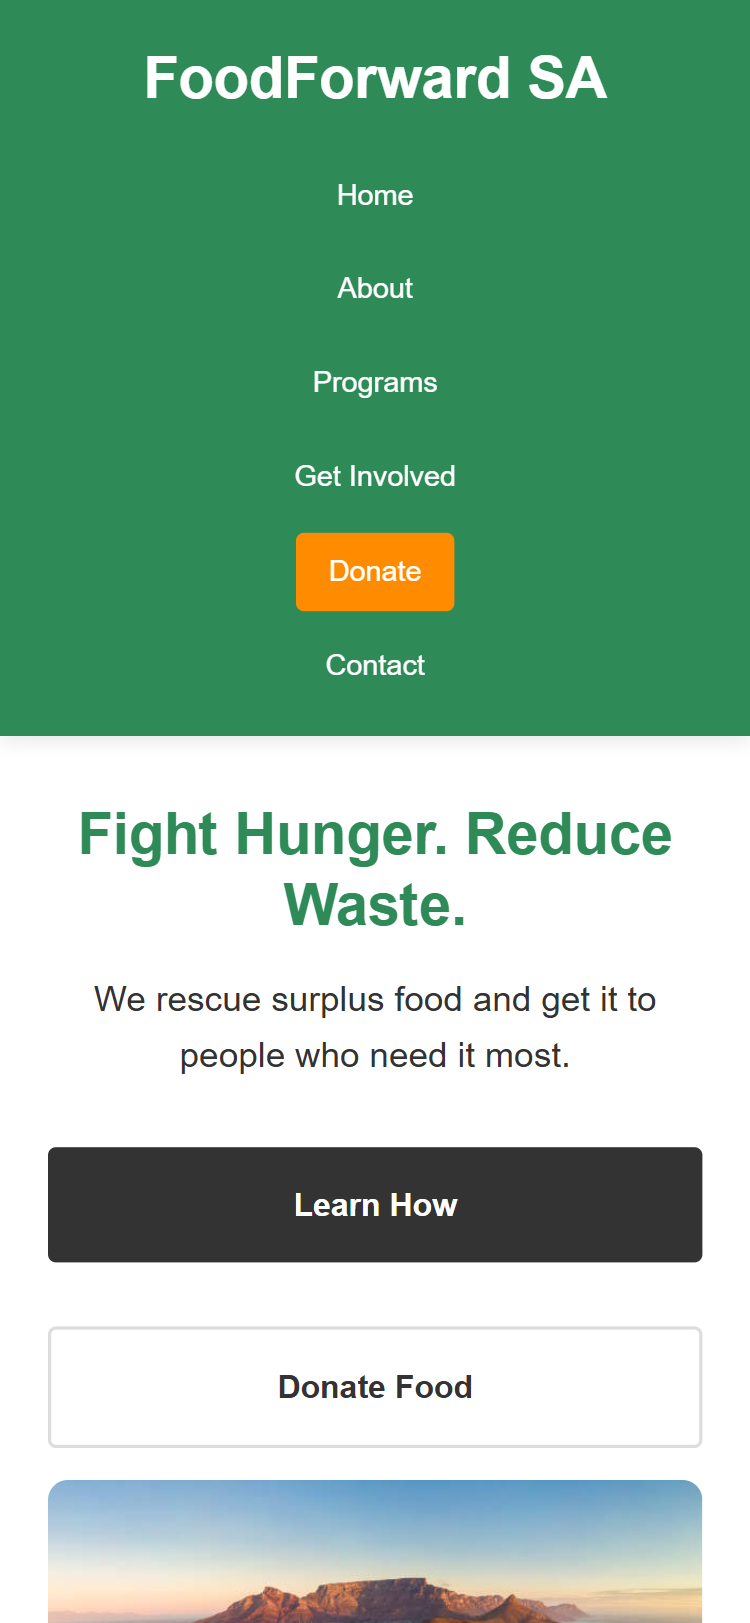 FoodForward SA
Home
About
Programs
Get Involved
Donate
Contact
Fight Hunger. Reduce
Waste.
We rescue surplus food and get it to
people who need it most.
Learn How
Donate Food